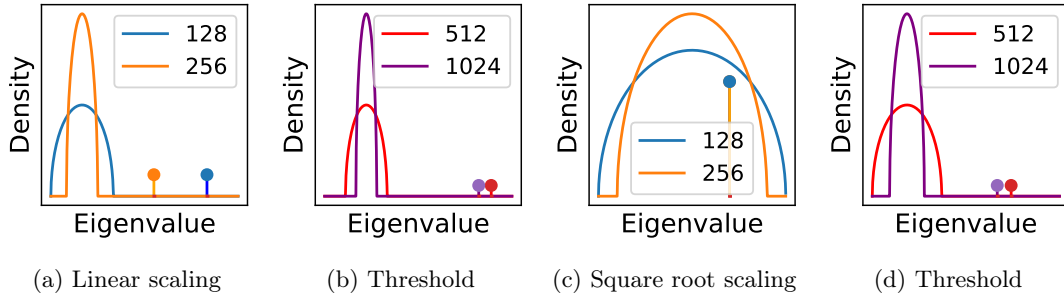 128
256
Density
Eigenvalue
(a) Linear scaling
512
1024
Density
Eigenvalue
(b) Threshold
128
256
Density
Eigenvalue
(c) Square root scaling
512
1024
Density
Eigenvalue
(d) Threshold